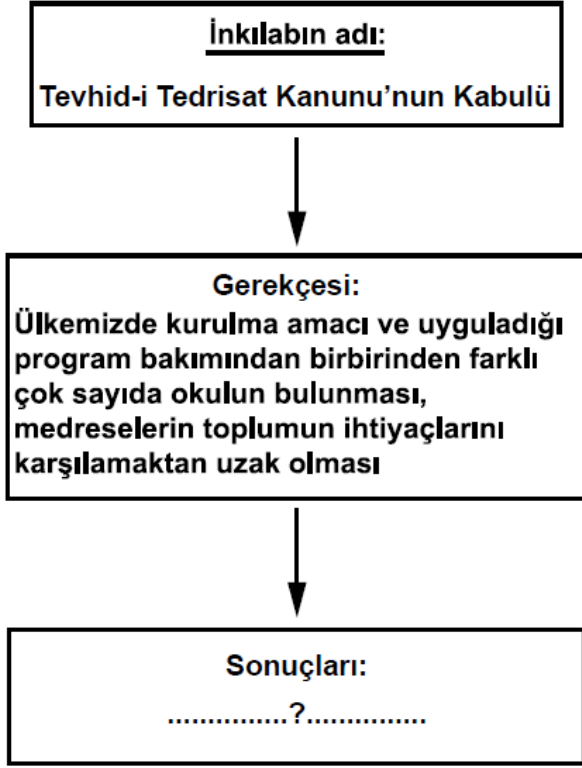 İnkılabın adı:
Tevhid-i Tedrisat Kanunu'nun Kabulü
Gerekçesi:
Ülkemizde kurulma amacı ve uyguladığı
program bakımından birbirinden farklı
çok sayıda okulun bulunması,
medreselerin toplumun ihtiyaçlarını
karşılamaktan uzak olması
Sonuçları:
...............?...............